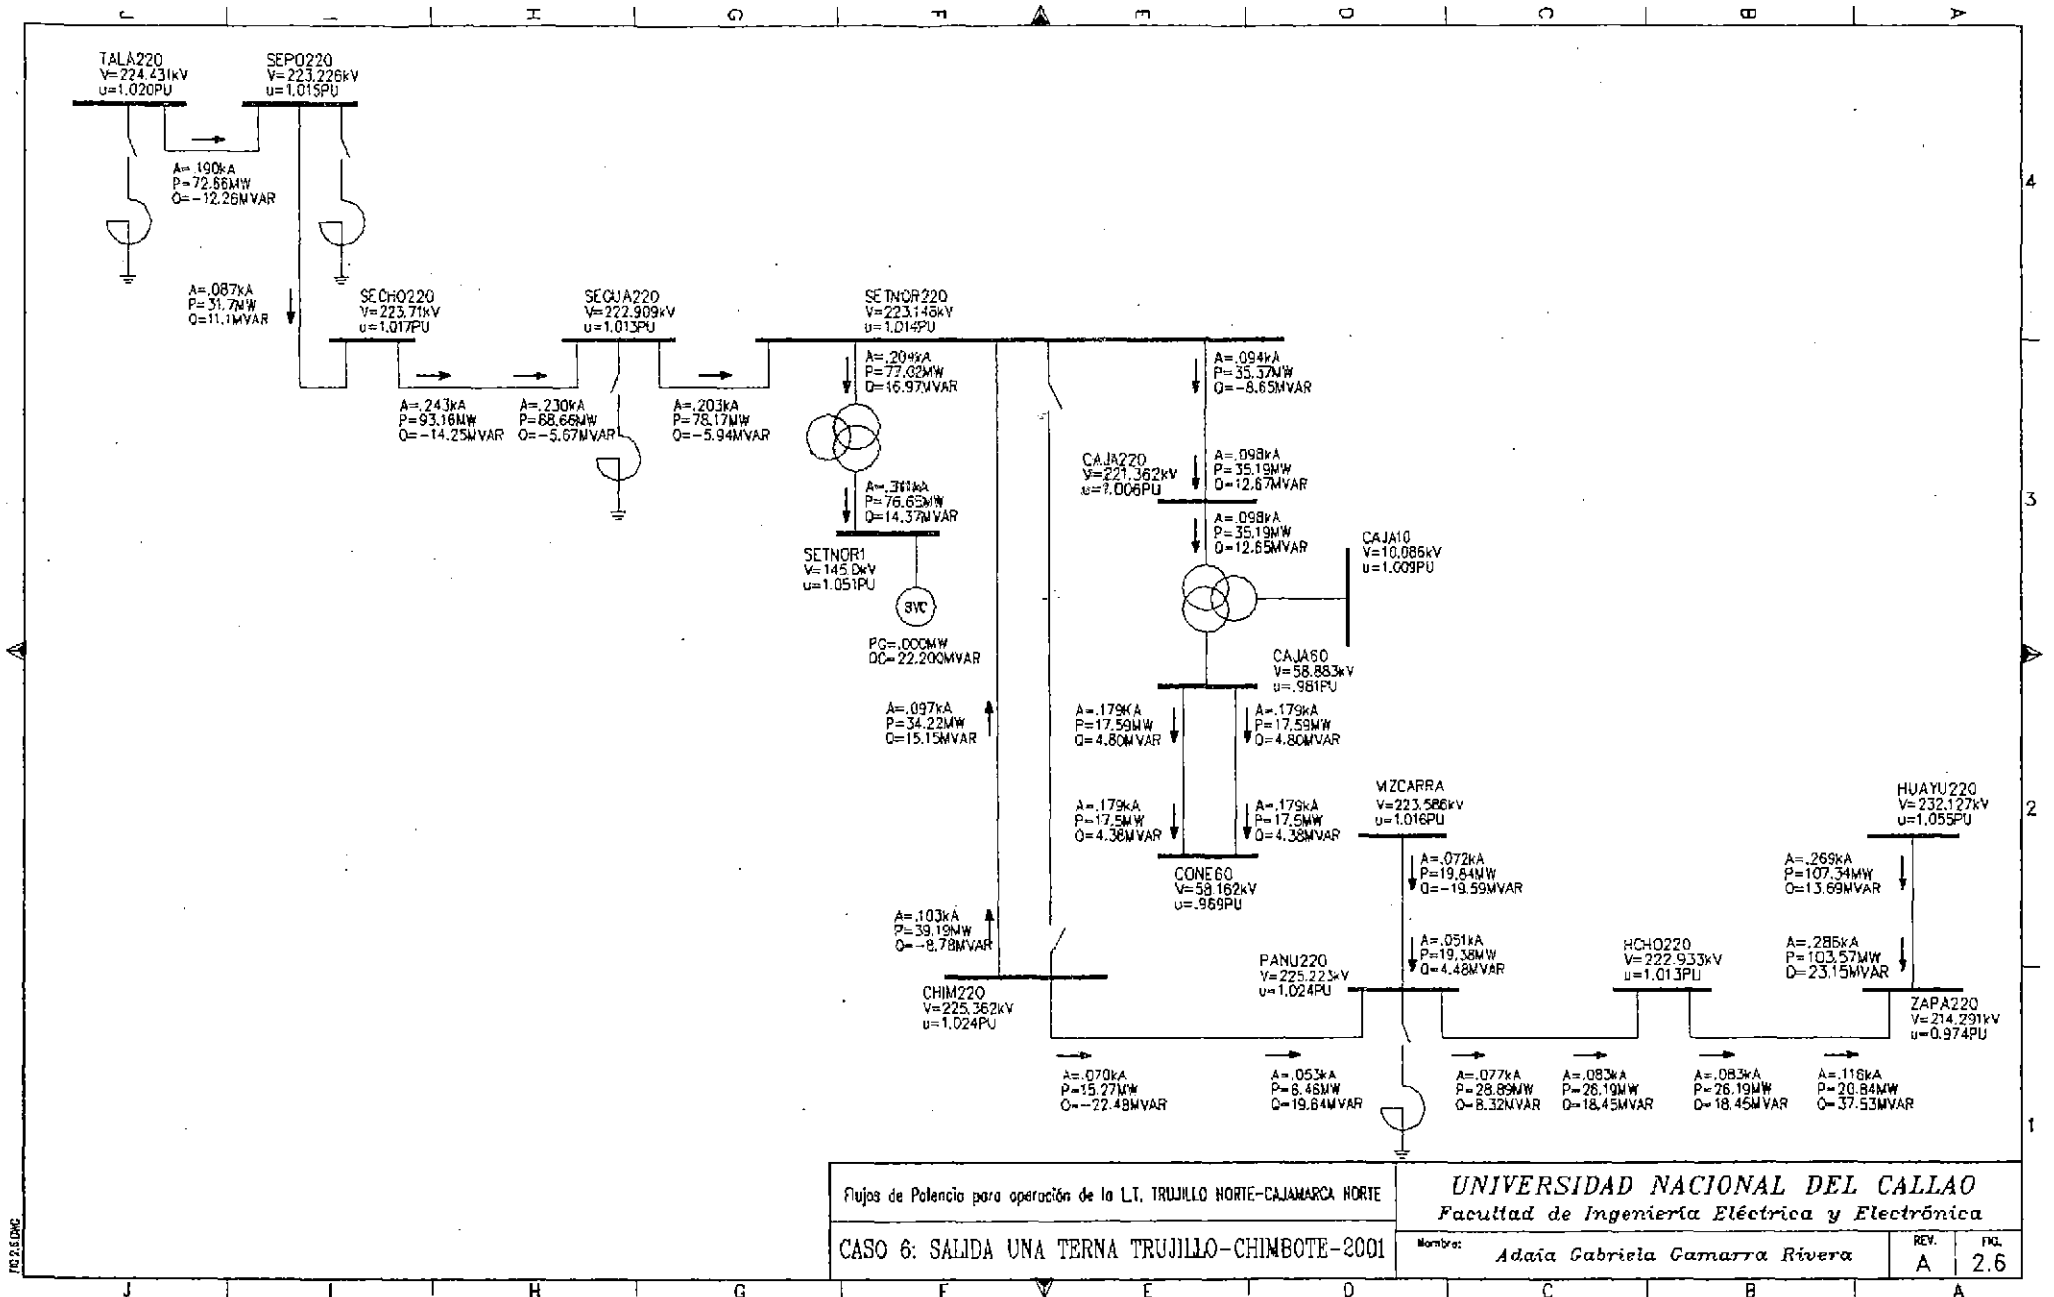 J I H G F E D C B A
TALA220
V=224.431kV
u=1.020PU
SEPO220
V=223.226kV
u=1.015PU
A=.190kA
P=72.66MW
Q=-12.26MVAR
4
A=.087kA
P=31.7MW
Q=11.1MVAR
SECHO220
V=223.71kV
u=1.017PU
SEGUA220
V=222.909kV
u=1.013PU
SETNOR220
V=223.148kV
u=1.014PU
A=.243kA
P=93.16MW
Q=-14.25MVAR
A=.230kA
P=88.66MW
Q=-5.67MVAR
A=.203kA
P=78.17MW
Q=-5.94MVAR
A=.204kA
P=77.02MW
Q=16.97MVAR
A=.094kA
P=35.37MW
Q=-8.65MVAR
P=76.65MW
Q=14.37MVAR
SETNOR1
V=145.0kV
u=1.051PU
SVC
PG=.000MW
QG=22.200MVAR
CAJA220
V=221.362kV
u=1.006PU
A=.098kA
P=35.19MW
Q=12.67MVAR
A=.098kA
P=35.19MW
Q=12.65MVAR
3
CAJA10
V=10.086kV
u=1.009PU
CAJA60
V=58.883kV
u=.981PU
A=.097kA
P=34.22MW
Q=15.15MVAR
A=.179KA
P=17.59MW
Q=4.80MVAR
A=.179kA
P=17.59MW
Q=4.80MVAR
A=.179kA
P=17.5MW
Q=4.38MVAR
A=.179kA
P=17.5MW
Q=4.38MVAR
CONE60
V=58.162kV
u=.969PU
VIZCARRA
V=223.586kV
u=1.016PU
HUAYU220
V=232.127kV
u=1.055PU
2
A=.072kA
P=19.84MW
Q=-19.59MVAR
A=.269kA
P=107.34MW
Q=13.69MVAR
A=.103kA
P=39.19MW
Q=-8.78MVAR
A=.051kA
P=19.38MW
Q=4.48MVAR
A=.286kA
P=103.57MW
Q=23.15MVAR
CHIM220
V=225.362kV
u=1.024PU
PANU220
V=225.223kV
u=1.024PU
HCHO220
V=222.933kV
u=1.013PU
ZAPA220
V=214.291kV
u=0.974PU
A=.070kA
P=15.27MW
Q=-22.48MVAR
A=.053kA
P=6.46MW
Q=19.64MVAR
A=.077kA
P=28.89MW
Q=8.32MVAR
A=.083kA
P=26.19MW
Q=18.45MVAR
A=.083kA
P=26.19MW
Q=18.45MVAR
A=.116kA
P=20.84MW
Q=37.53MVAR
1
Flujos de Potencia para operación de la L.T. TRUJILLO NORTE-CAJAMARCA NORTE
CASO 6: SALIDA UNA TERNA TRUJILLO-CHIMBOTE-2001
UNIVERSIDAD NACIONAL DEL CALLAO
Facultad de Ingeniería Eléctrica y Electrónica
Nombre: Adaía Gabriela Gamarra Rivera
REV. A
FIG. 2.6
J I H G F E D C B A